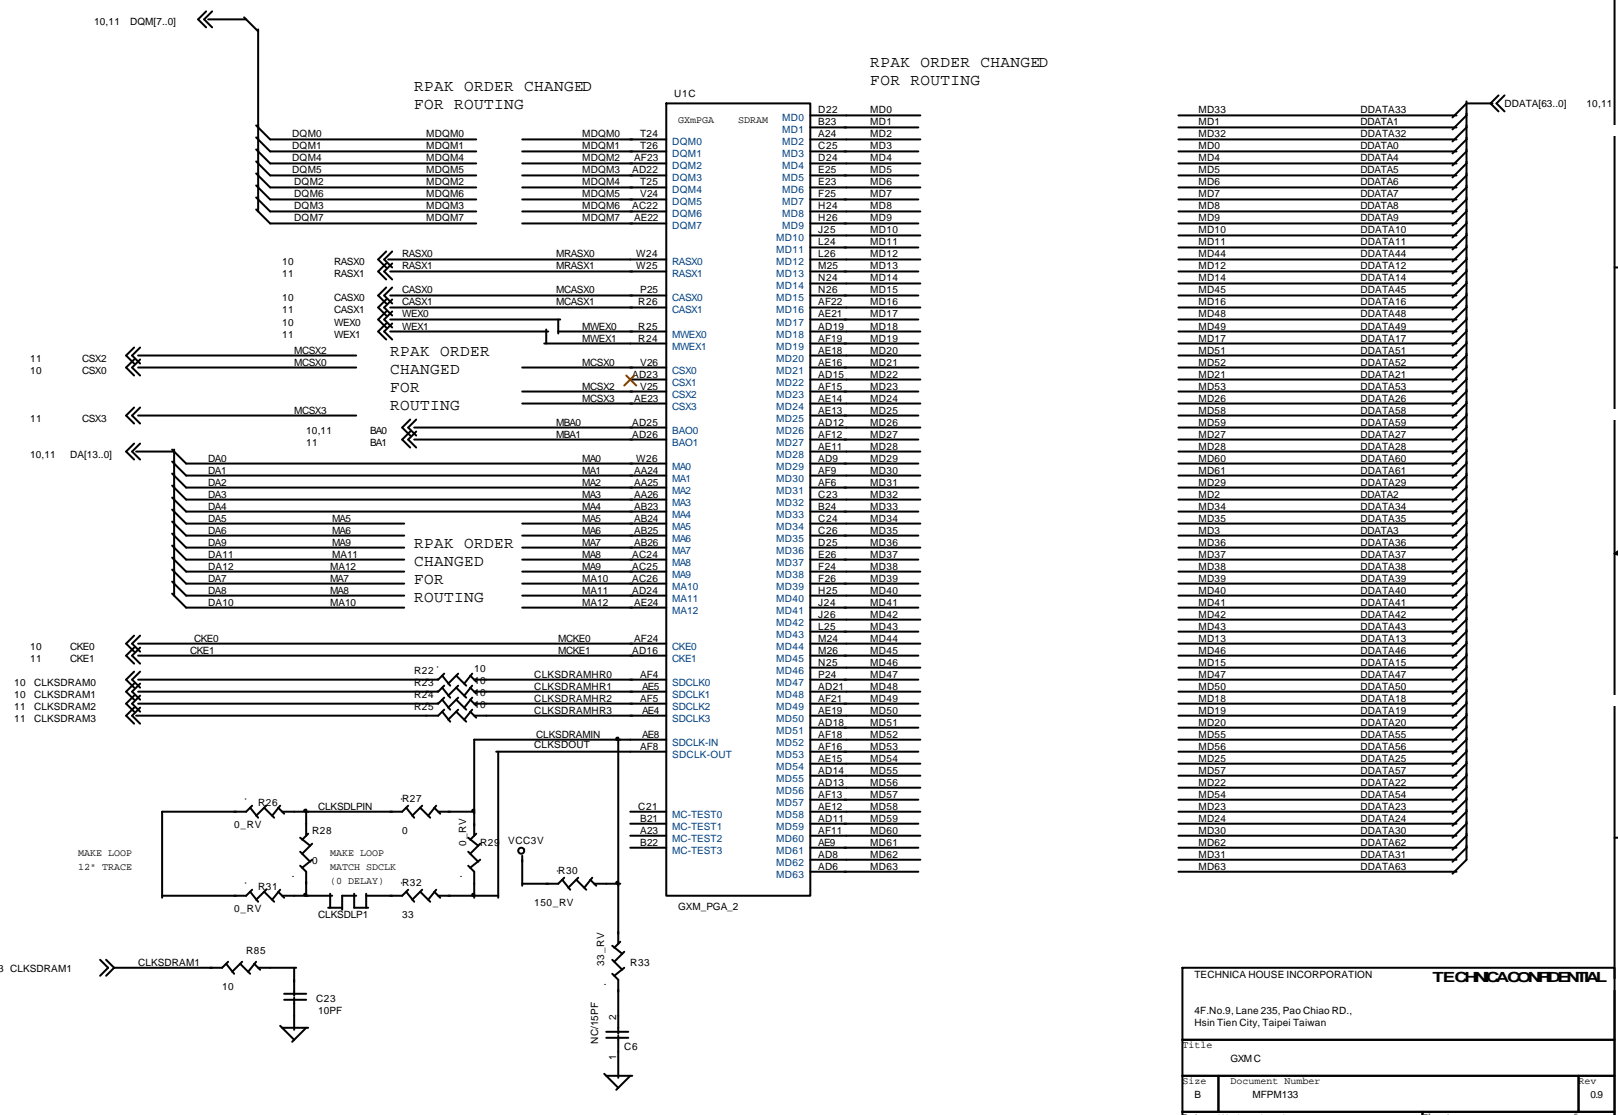 10,11 DQM[7..0]
RPAK ORDER CHANGED
FOR ROUTING
RPAK ORDER CHANGED
FOR ROUTING
U1C
GXmPGA SDRAM
DDATA[63..0] 10,11
DQM0 MDQM0 MDQM0 T24 DQM0
DQM1 MDQM1 MDQM1 T26 DQM1
DQM4 MDQM4 MDQM2 AF23 DQM2
DQM5 MDQM5 MDQM3 AD22 DQM3
DQM2 MDQM2 MDQM4 T25 DQM4
DQM6 MDQM6 MDQM5 V24 DQM5
DQM3 MDQM3 MDQM6 AC22 DQM6
DQM7 MDQM7 MDQM7 AE22 DQM7
10 RASX0 RASX0 MRASX0 W24 RASX0
11 RASX1 RASX1 MRASX1 W25 RASX1
10 CASX0 CASX0 MCASX0 P25 CASX0
11 CASX1 CASX1 MCASX1 R26 CASX1
10 WEX0 WEX0 MWEX0 R25 MWEX0
11 WEX1 WEX1 MWEX1 R24 MWEX1
11 CSX2 MCSX2
10 CSX0 MCSX0
RPAK ORDER
CHANGED
FOR
ROUTING
MCSX0 V26 CSX0
AD23 CSX1
MCSX2 V25 CSX2
MCSX3 AE23 CSX3
11 CSX3 MCSX3
10,11 BA0 MBA0 AD25 BAO0
11 BA1 MBA1 AD26 BAO1
10,11 DA[13..0]
DA0 MA0 W26 MA0
DA1 MA1 AA24 MA1
DA2 MA2 AA25 MA2
DA3 MA3 AA26 MA3
DA4 MA4 AB23 MA4
DA5 MA5 MA5 AB24 MA5
DA6 MA6 MA6 AB25 MA6
DA9 MA9 MA7 AB26 MA7
DA11 MA11 MA8 AC24 MA8
DA12 MA12 MA9 AC25 MA9
DA7 MA7 MA10 AC26 MA10
DA8 MA8 MA11 AD24 MA11
DA10 MA10 MA12 AE24 MA12
RPAK ORDER
CHANGED
FOR
ROUTING
10 CKE0 CKE0 MCKE0 AF24 CKE0
11 CKE1 CKE1 MCKE1 AD16 CKE1
10 CLKSDRAM0 R22 10 CLKSDRAMHR0 AF4 SDCLK0
10 CLKSDRAM1 R23 10 CLKSDRAMHR1 AE5 SDCLK1
11 CLKSDRAM2 R24 10 CLKSDRAMHR2 AF5 SDCLK2
11 CLKSDRAM3 R25 CLKSDRAMHR3 AE4 SDCLK3
CLKSDRAMIN AE8 SDCLK-IN
CLKSDOUT AF8 SDCLK-OUT
C21 MC-TEST0
B21 MC-TEST1
A23 MC-TEST2
B22 MC-TEST3
MD0 D22 MD0
MD1 B23 MD1
MD2 A24 MD2
MD3 C25 MD3
MD4 D24 MD4
MD5 E25 MD5
MD6 E23 MD6
MD7 F25 MD7
MD8 H24 MD8
MD9 H26 MD9
MD10 J25 MD10
MD11 L24 MD11
MD12 L26 MD12
MD13 M25 MD13
MD14 N24 MD14
MD15 N26 MD15
MD16 AF22 MD16
MD17 AE21 MD17
MD18 AD19 MD18
MD19 AF19 MD19
MD20 AE18 MD20
MD21 AE16 MD21
MD22 AD15 MD22
MD23 AF15 MD23
MD24 AE14 MD24
MD25 AE13 MD25
MD26 AD12 MD26
MD27 AF12 MD27
MD28 AE11 MD28
MD29 AD9 MD29
MD30 AF9 MD30
MD31 AF6 MD31
MD32 C23 MD32
MD33 B24 MD33
MD34 C24 MD34
MD35 C26 MD35
MD36 D25 MD36
MD37 E26 MD37
MD38 F24 MD38
MD39 F26 MD39
MD40 H25 MD40
MD41 J24 MD41
MD42 J26 MD42
MD43 L25 MD43
MD44 M24 MD44
MD45 M26 MD45
MD46 N25 MD46
MD47 P24 MD47
MD48 AD21 MD48
MD49 AF21 MD49
MD50 AE19 MD50
MD51 AD18 MD51
MD52 AF18 MD52
MD53 AF16 MD53
MD54 AE15 MD54
MD55 AD14 MD55
MD56 AD13 MD56
MD57 AF13 MD57
MD58 AE12 MD58
MD59 AD11 MD59
MD60 AF11 MD60
MD61 AE9 MD61
MD62 AD8 MD62
MD63 AD6 MD63
MD33 DDATA33
MD1 DDATA1
MD32 DDATA32
MD0 DDATA0
MD4 DDATA4
MD5 DDATA5
MD6 DDATA6
MD7 DDATA7
MD8 DDATA8
MD9 DDATA9
MD10 DDATA10
MD11 DDATA11
MD44 DDATA44
MD12 DDATA12
MD14 DDATA14
MD45 DDATA45
MD16 DDATA16
MD48 DDATA48
MD49 DDATA49
MD17 DDATA17
MD51 DDATA51
MD52 DDATA52
MD21 DDATA21
MD53 DDATA53
MD26 DDATA26
MD58 DDATA58
MD59 DDATA59
MD27 DDATA27
MD28 DDATA28
MD60 DDATA60
MD61 DDATA61
MD29 DDATA29
MD2 DDATA2
MD34 DDATA34
MD35 DDATA35
MD3 DDATA3
MD36 DDATA36
MD37 DDATA37
MD38 DDATA38
MD39 DDATA39
MD40 DDATA40
MD41 DDATA41
MD42 DDATA42
MD43 DDATA43
MD13 DDATA13
MD46 DDATA46
MD15 DDATA15
MD47 DDATA47
MD50 DDATA50
MD18 DDATA18
MD19 DDATA19
MD20 DDATA20
MD55 DDATA55
MD56 DDATA56
MD25 DDATA25
MD57 DDATA57
MD22 DDATA22
MD54 DDATA54
MD23 DDATA23
MD24 DDATA24
MD30 DDATA30
MD62 DDATA62
MD31 DDATA31
MD63 DDATA63
R26 CLKSDLPIN R27
0_RV 0
R28 0
0_RV R29
VCC3V
MAKE LOOP
12" TRACE
MAKE LOOP
MATCH SDCLK
(0 DELAY)
R30
150_RV
R31 R32
0_RV CLKSDLP1 33
GXM_PGA_2
33_RV R33
CLKSDRAM1 CLKSDRAM1 R85
10
C23
10PF
NC/15PF 2
C6
1
TECHNICA HOUSE INCORPORATION TECHNICA CONFIDENTIAL
4F.No.9, Lane 235, Pao Chiao RD.,
Hsin Tien City, Taipei Taiwan
Title
GXM C
Size Document Number Rev
B MFPM133 0.9